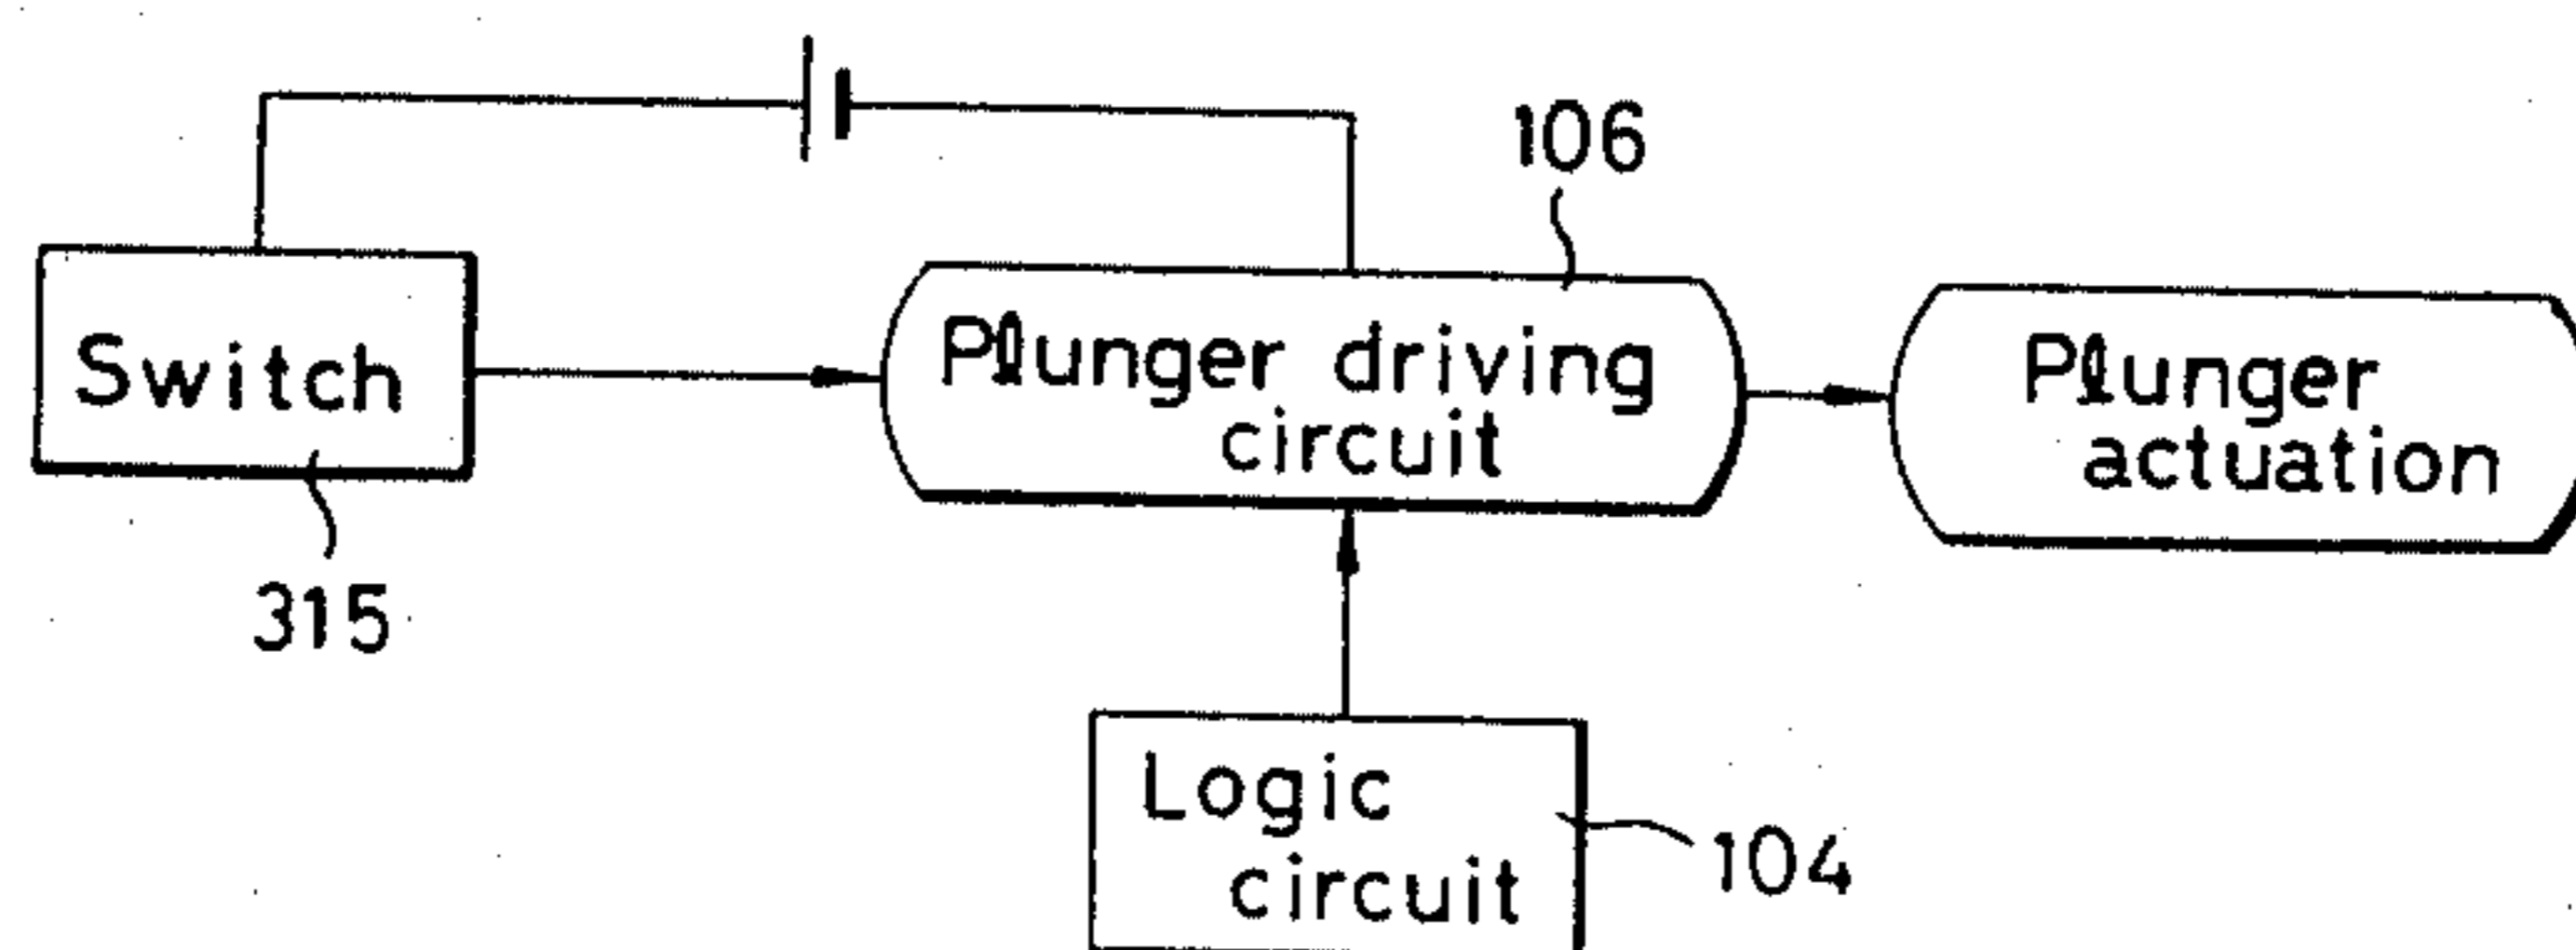 106
Switch
Plunger driving
circuit
Plunger
actuation
315
Logic
circuit
104